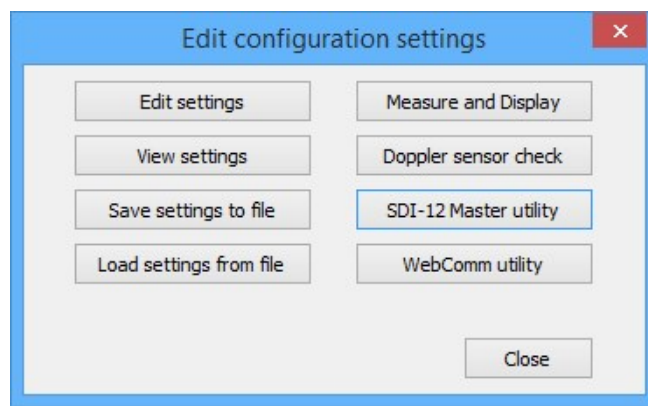 Edit configuration settings
Edit settings
Measure and Display
View settings
Doppler sensor check
Save settings to file
SDI-12 Master utility
Load settings from file
WebComm utility
Close